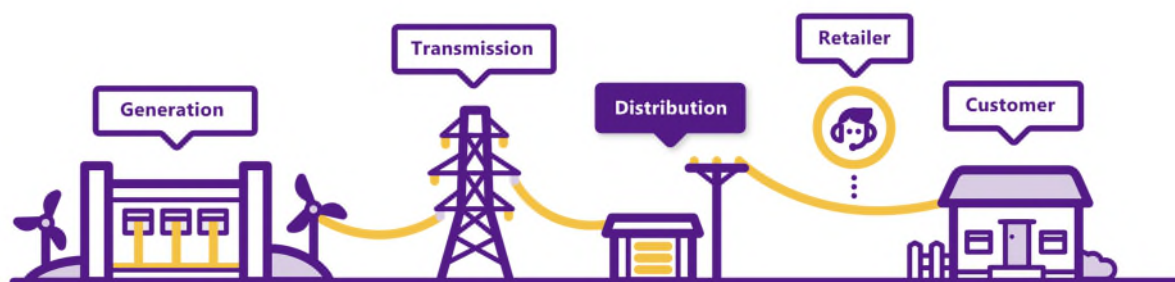 Generation
Transmission
Distribution
Retailer
Customer